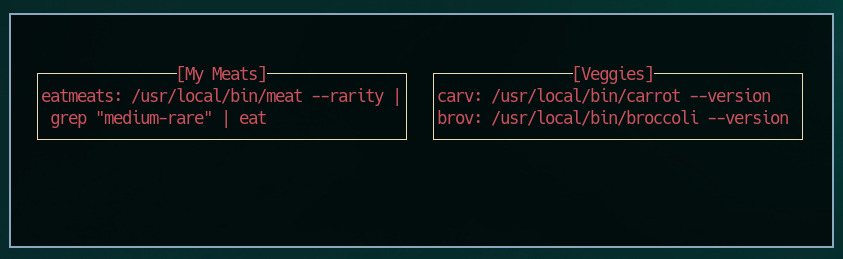 [My Meats]
eatmeats: /usr/local/bin/meat --rarity |
grep "medium-rare" | eat
[Veggies]
carv: /usr/local/bin/carrot --version
brov: /usr/local/bin/broccoli --version